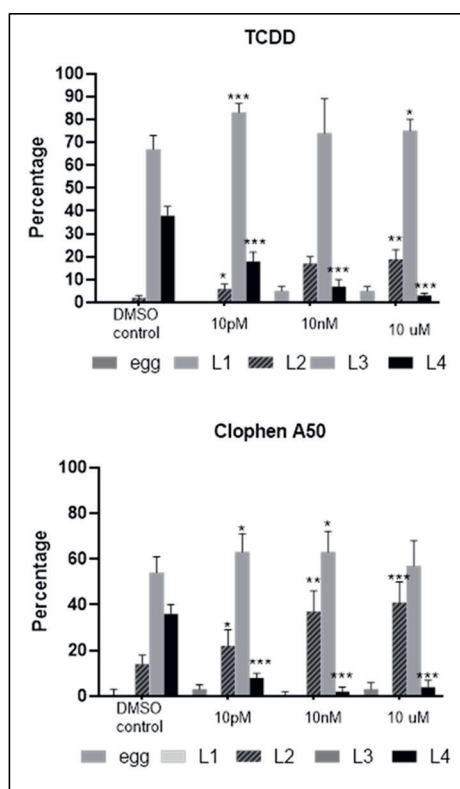 TCDD
Percentage
100
90
80
70
60
50
40
30
20
10
0
***
*
*
***
***
**
***
DMSO control
10pM
10nM
10 uM
egg L1 L2 L3 L4
Clophen A50
Percentage
100
80
60
40
20
0
*
*
*
***
**
***
***
***
DMSO control
10pM
10nM
10 uM
egg L1 L2 L3 L4